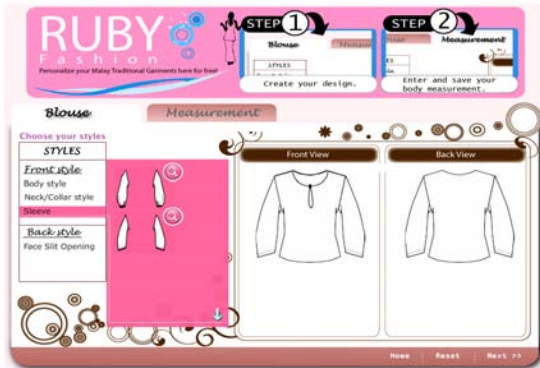 RUBY
Fashion
Personalize your Malay Traditional Garments here for free!
STEP 1
Blouse
Measure
STYLES
Create your design.
STEP 2
Measurement
Enter and save your
body measurement.
Blouse
Measurement
Choose your styles
STYLES
Front style
Body style
Neck/Collar style
Sleeve
Back style
Face Slit Opening
Front View
Back View
Home
Reset
Next >>